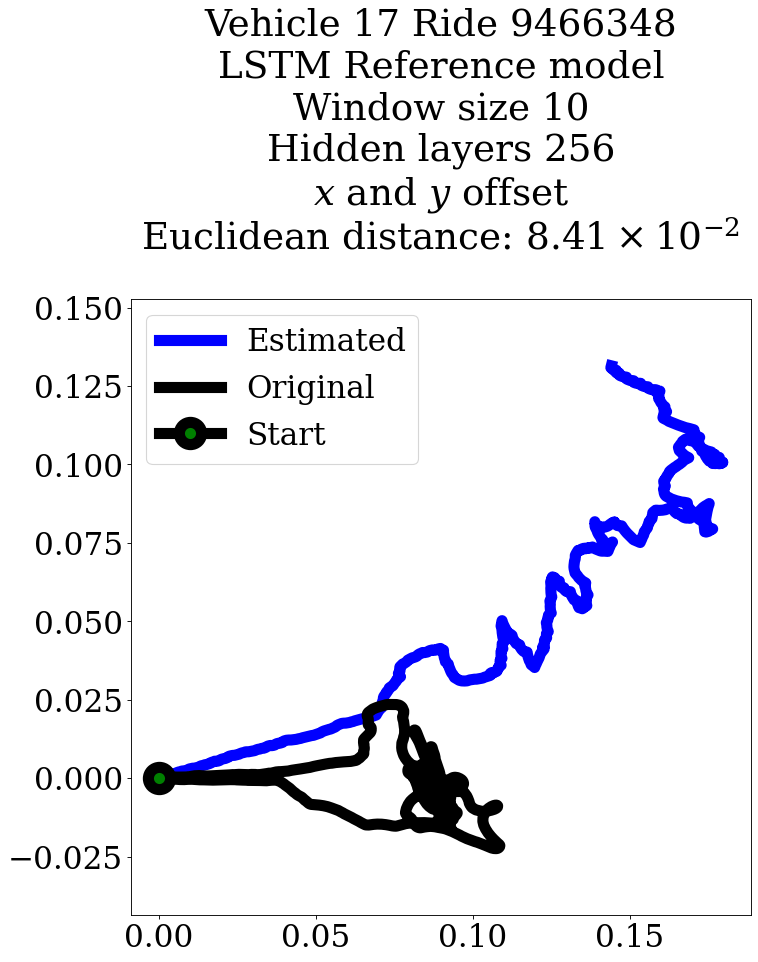 Vehicle 17 Ride 9466348
LSTM Reference model
Window size 10
Hidden layers 256
x and y offset
Euclidean distance: 8.41 × 10⁻²
0.150
0.125
0.100
0.075
0.050
0.025
0.000
−0.025
Estimated
Original
Start
0.00 0.05 0.10 0.15